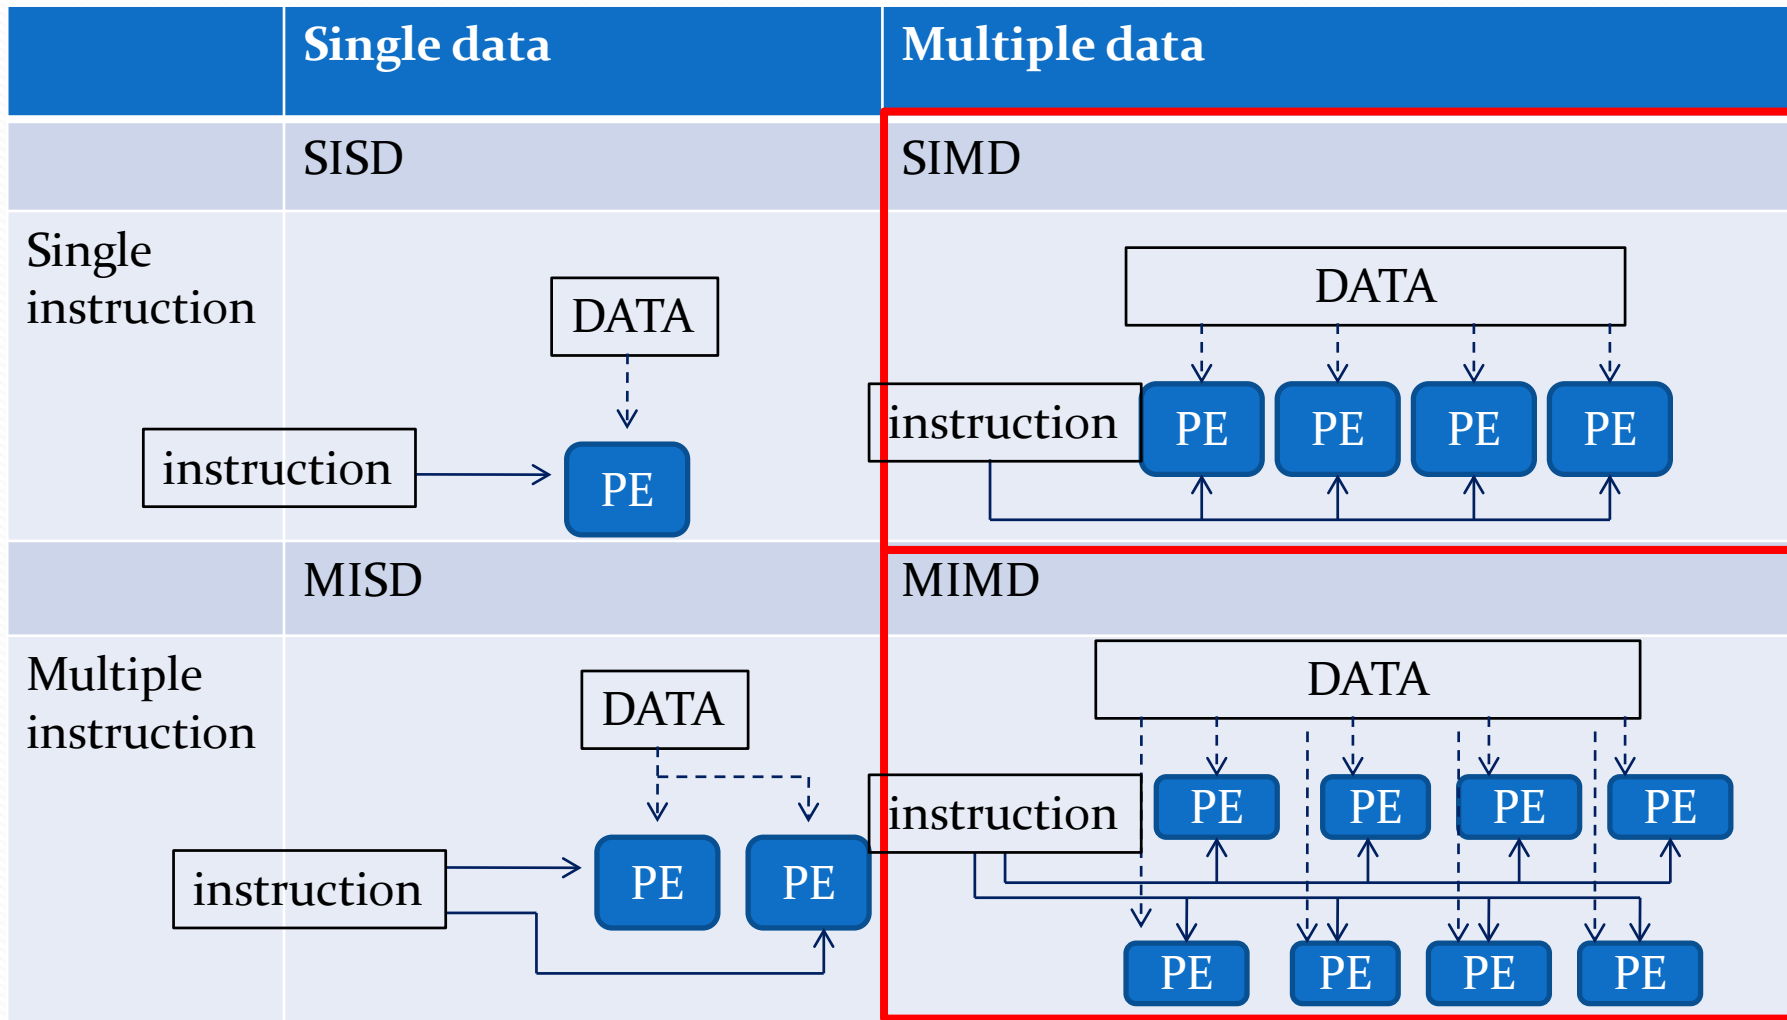 Single data
Multiple data
SISD
SIMD
Single
instruction
DATA
instruction
PE
DATA
instruction
PE
PE
PE
PE
MISD
MIMD
Multiple
instruction
DATA
instruction
PE
PE
DATA
instruction
PE
PE
PE
PE
PE
PE
PE
PE